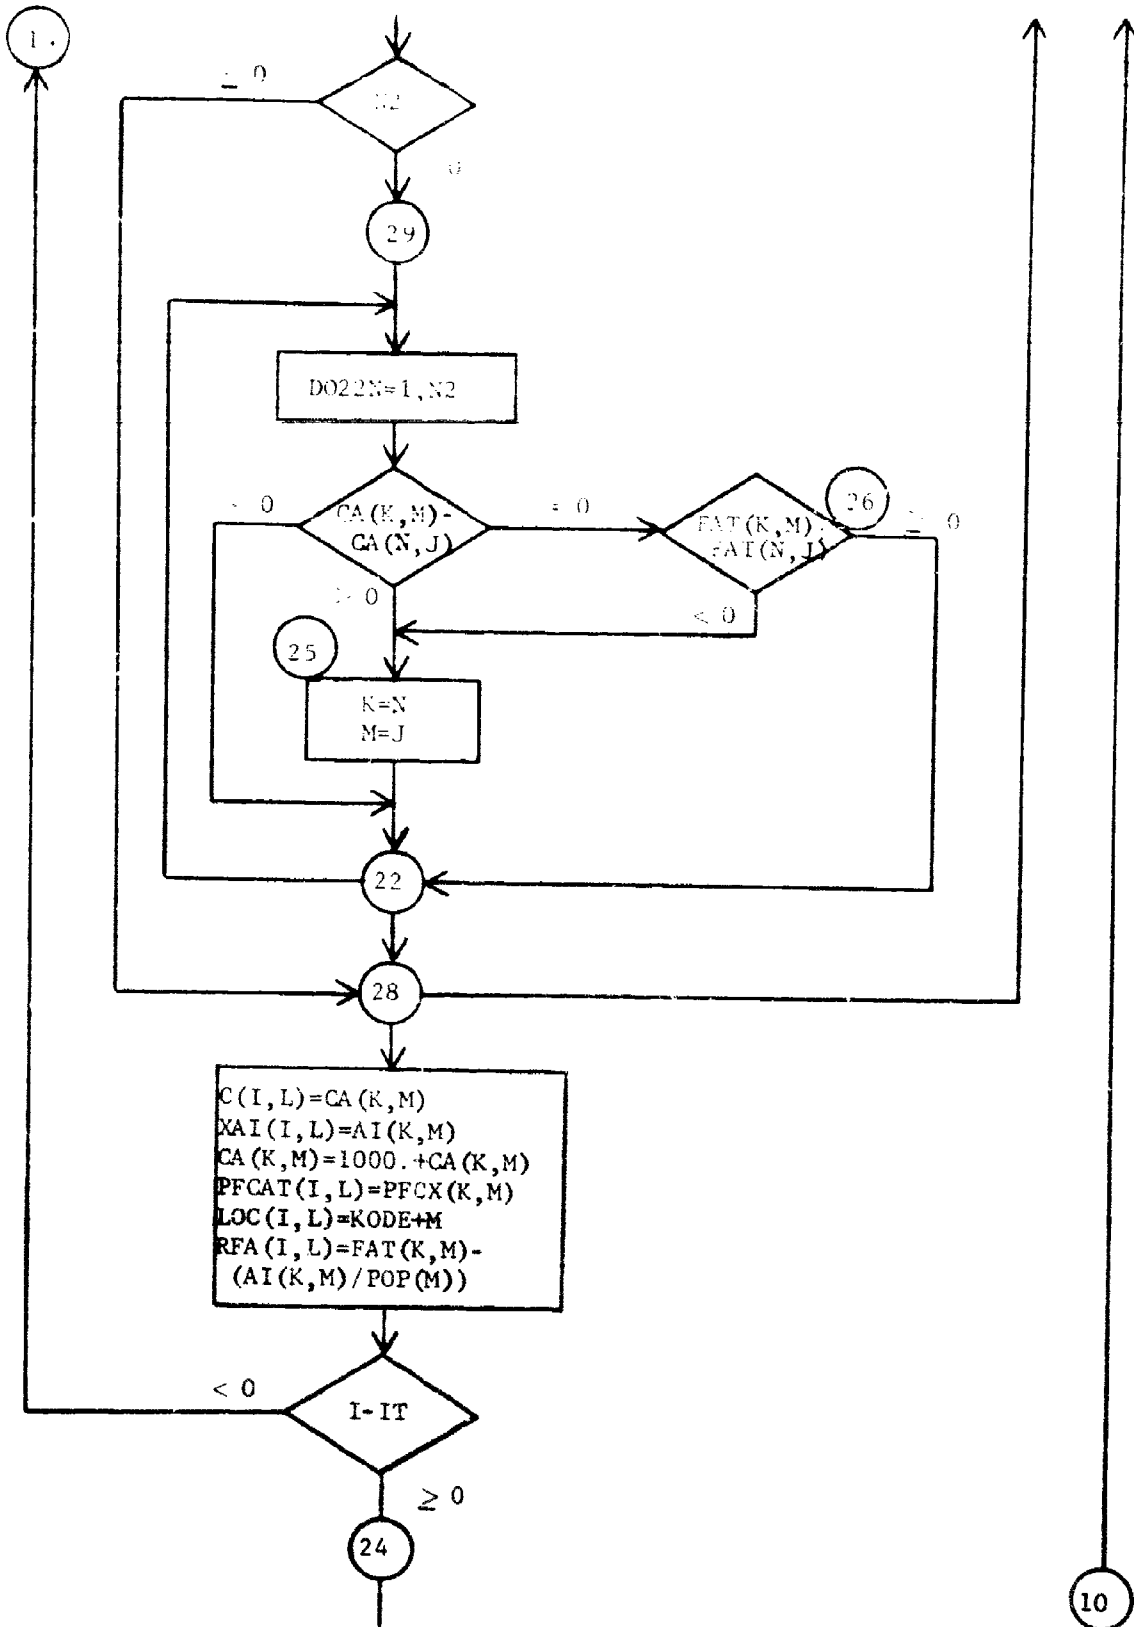 1.
≤ 0
N2
0
29
DO22N=1,N2
0
CA(K,M)-
CA(N,J)
= 0
FAT(K,M)-
FAT(N,J)
26
≥ 0
> 0
< 0
25
K=N
M=J
22
28
C(I,L)=CA(K,M)
XAI(I,L)=AI(K,M)
CA(K,M)=1000.+CA(K,M)
PFCAT(I,L)=PFCX(K,M)
LOC(I,L)=KODE+M
RFA(I,L)=FAT(K,M)-
(AI(K,M)/POP(M))
< 0
I-IT
≥ 0
24
10